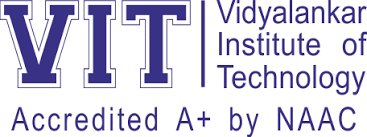 VIT
Vidyalankar
Institute of
Technology
Accredited A+ by NAAC